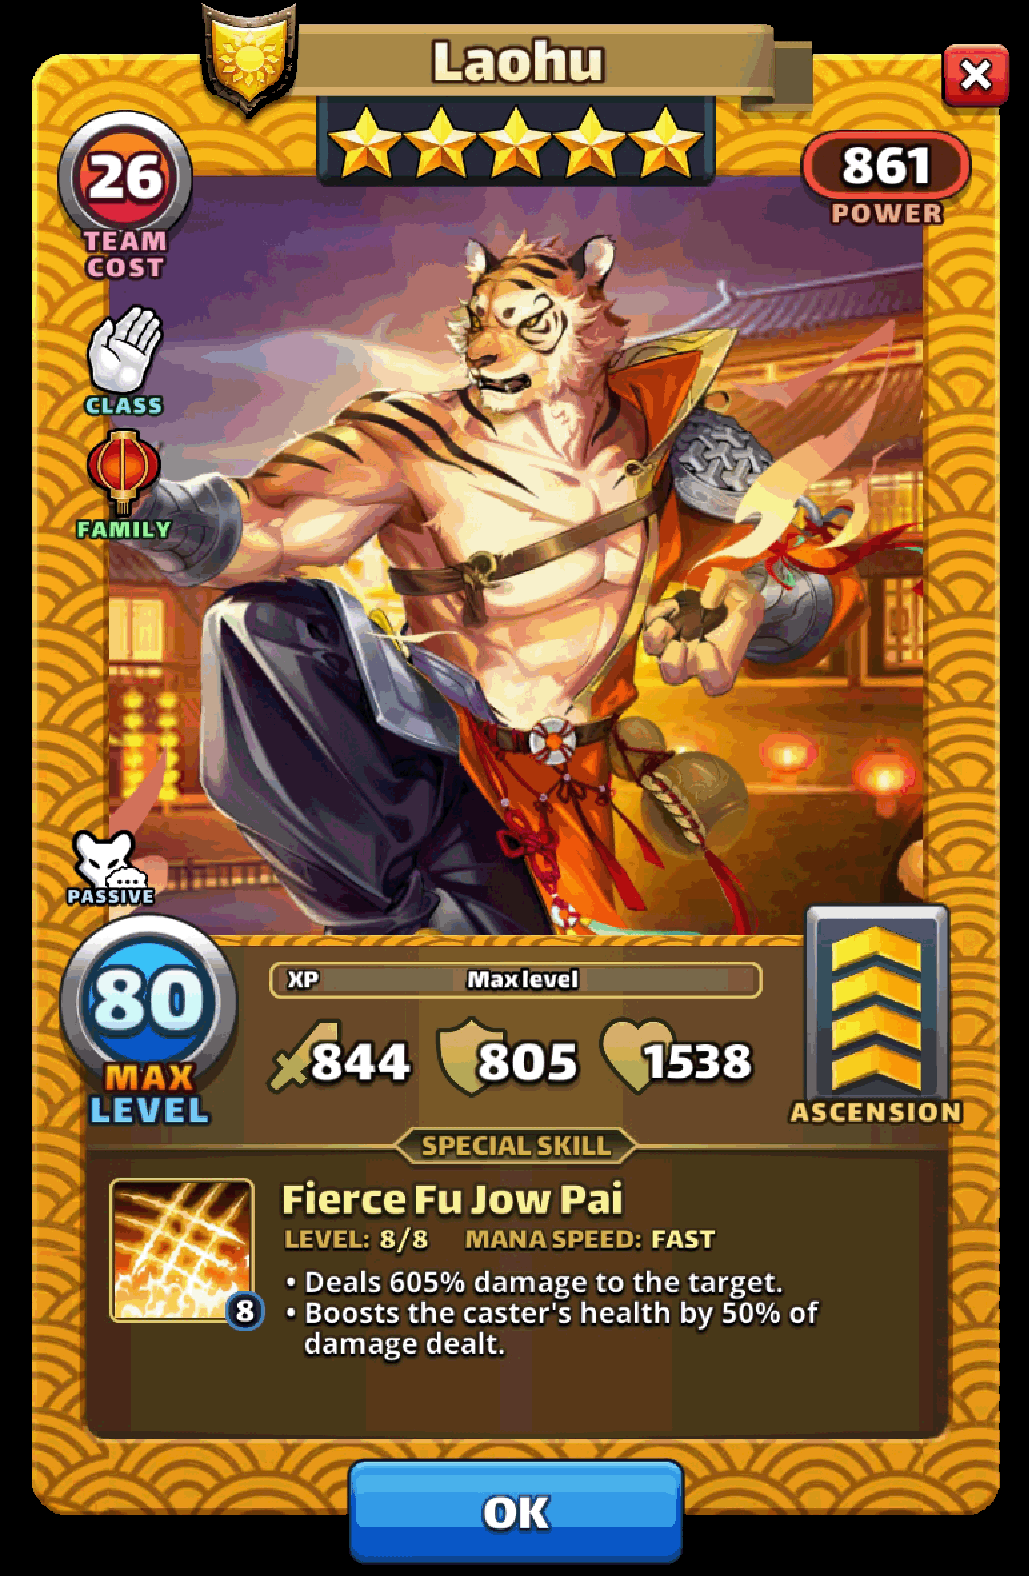 Laohu
26
TEAM
COST
861
POWER
CLASS
FAMILY
PASSIVE
80
MAX
LEVEL
XP Max level
844 805 1538
ASCENSION
SPECIAL SKILL
Fierce Fu Jow Pai
LEVEL: 8/8 MANA SPEED: FAST
8
• Deals 605% damage to the target.
• Boosts the caster's health by 50% of
damage dealt.
OK